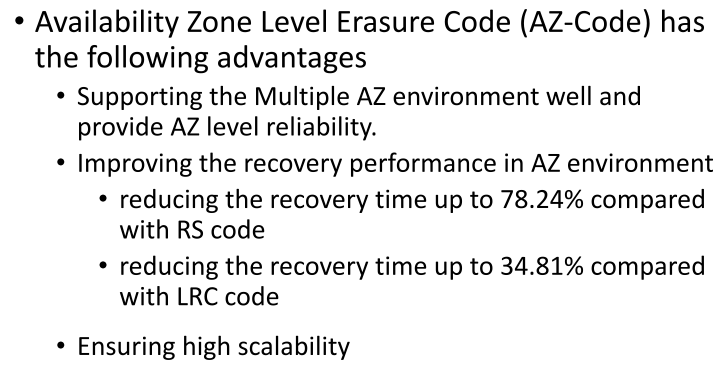 • Availability Zone Level Erasure Code (AZ-Code) has
the following advantages
• Supporting the Multiple AZ environment well and
provide AZ level reliability.
• Improving the recovery performance in AZ environment
• reducing the recovery time up to 78.24% compared
with RS code
• reducing the recovery time up to 34.81% compared
with LRC code
• Ensuring high scalability